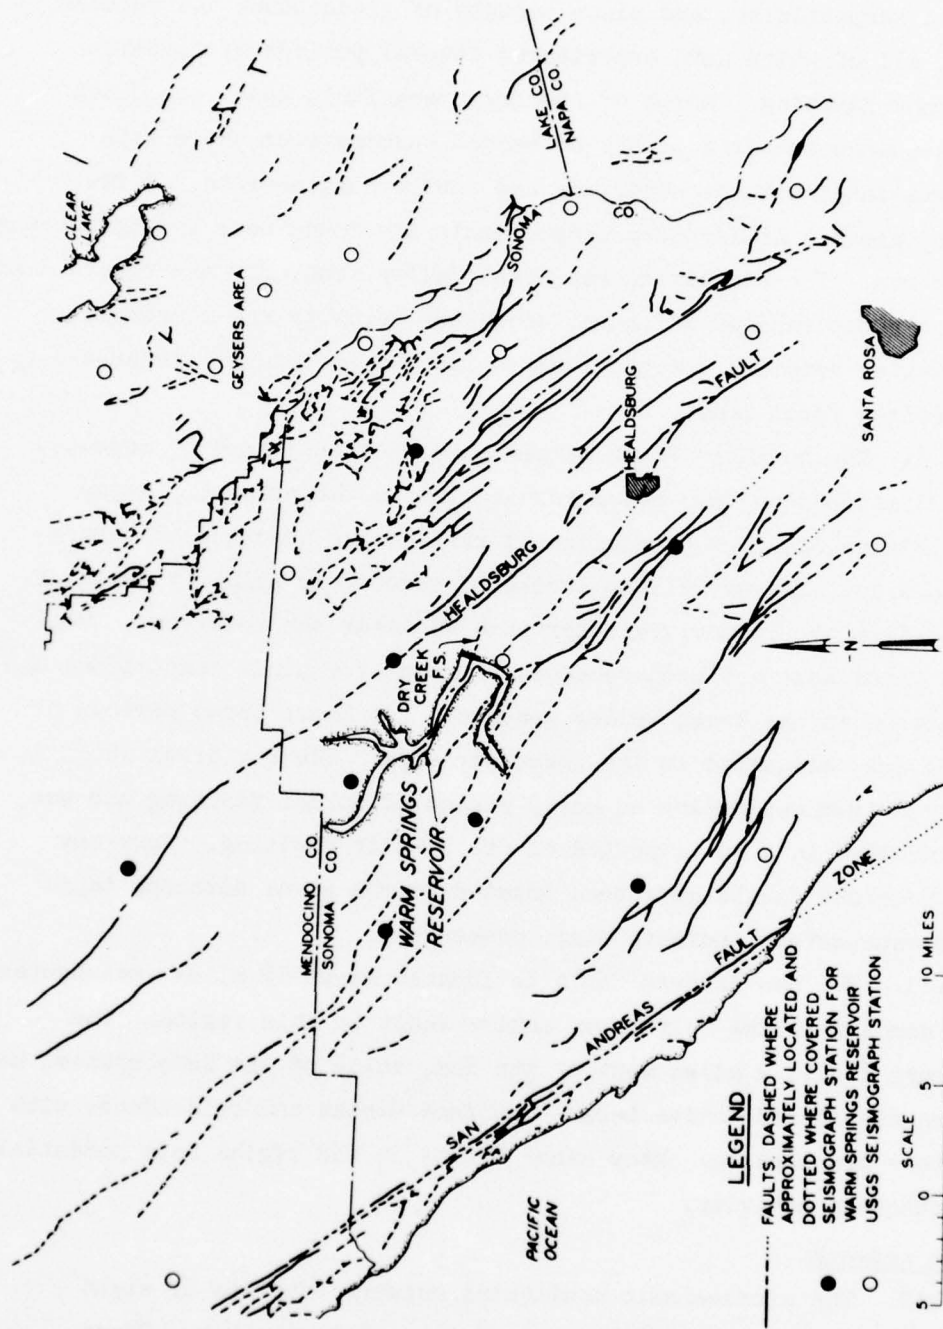 CLEAR
LAKE
GEYSERS AREA
LAKE CO
NAPA CO
SONOMA
CO
MENDOCINO CO
SONOMA CO
DRY
CREEK
F.S.
WARM SPRINGS
RESERVOIR
HEALDSBURG
FAULT
HEALDSBURG
SANTA ROSA
SAN
ANDREAS
FAULT
ZONE
PACIFIC
OCEAN
N
LEGEND
FAULTS, DASHED WHERE
APPROXIMATELY LOCATED AND
DOTTED WHERE COVERED
SEISMOGRAPH STATION FOR
WARM SPRINGS RESERVOIR
USGS SEISMOGRAPH STATION
SCALE
5 0 5 10 MILES